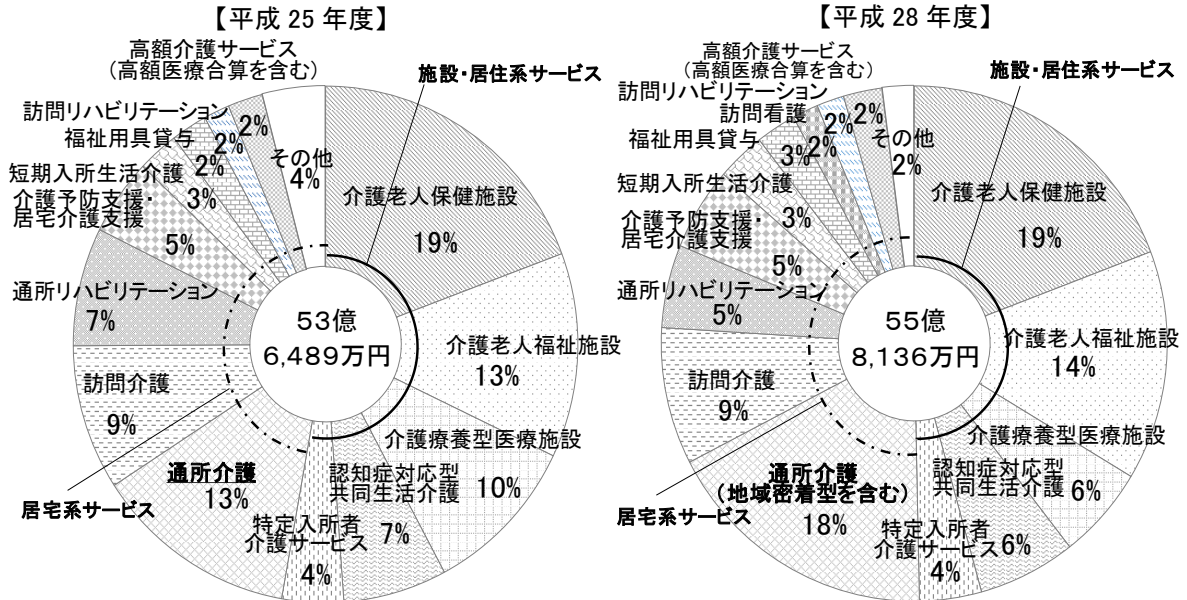 【平成 25 年度】
高額介護サービス
(高額医療合算を含む)
施設・居住系サービス
訪問リハビリテーション
2%
福祉用具貸与
2%
その他
4%
2%
短期入所生活介護
3%
介護予防支援・
居宅介護支援
5%
介護老人保健施設
19%
通所リハビリテーション
7%
53億
6,489万円
介護老人福祉施設
13%
訪問介護
9%
介護療養型医療施設
10%
通所介護
13%
認知症対応型
共同生活介護
7%
居宅系サービス
特定入所者
介護サービス
4%
【平成 28 年度】
高額介護サービス
(高額医療合算を含む)
施設・居住系サービス
訪問リハビリテーション
訪問看護
2%
2%
福祉用具貸与
3%
2%
その他
2%
短期入所生活介護
3%
介護予防支援・
居宅介護支援
5%
介護老人保健施設
19%
通所リハビリテーション
5%
55億
8,136万円
介護老人福祉施設
14%
訪問介護
9%
介護療養型医療施設
6%
通所介護
(地域密着型を含む)
18%
認知症対応型
共同生活介護
6%
居宅系サービス
特定入所者
介護サービス
4%